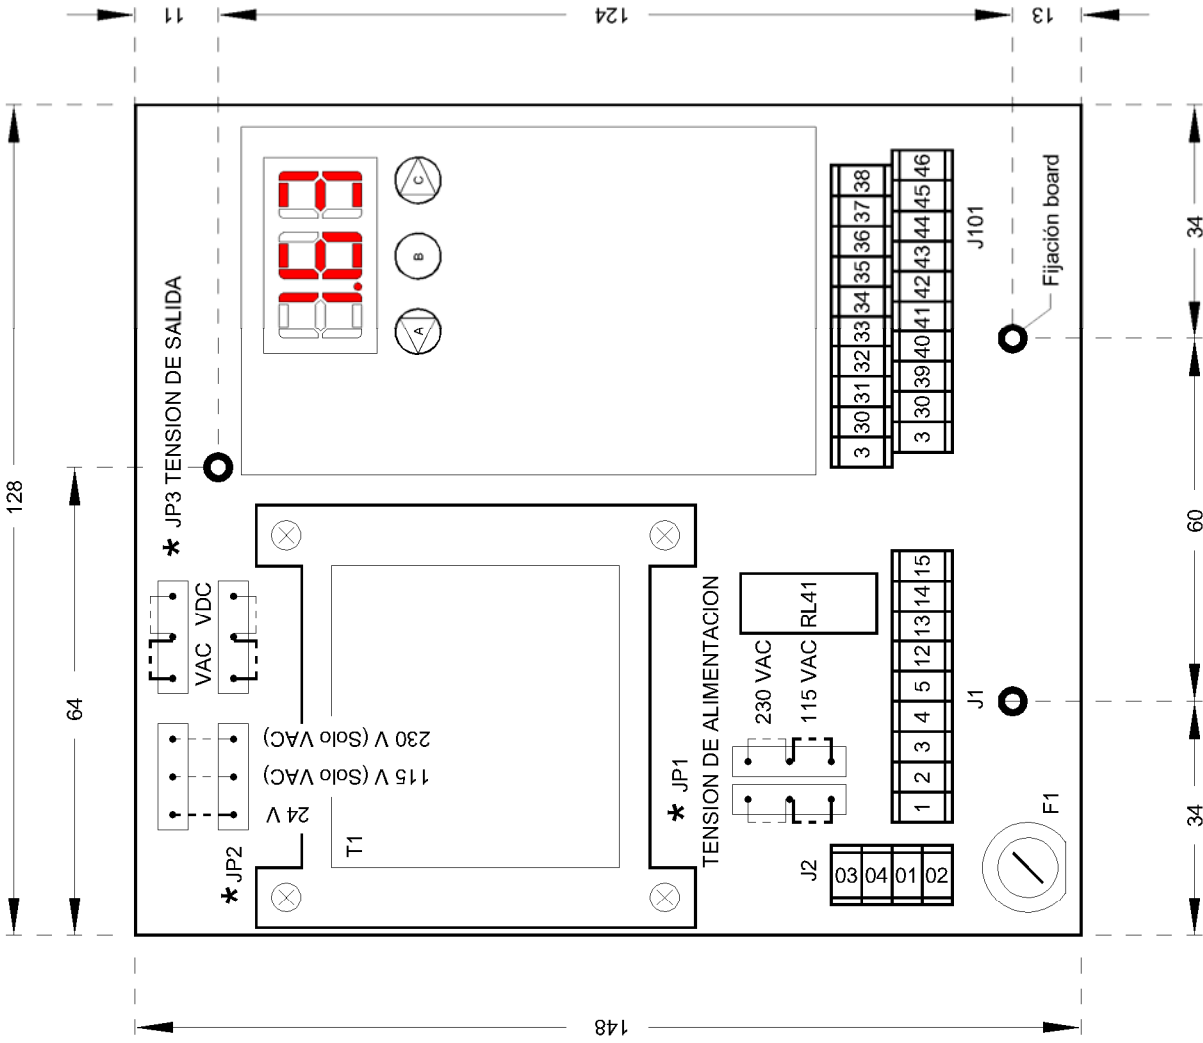 11
124
13
128
64
148
34
60
34
* JP3 TENSION DE SALIDA
VAC VDC
* JP2
24 V
115 V (Solo VAC)
230 V (Solo VAC)
T1
1.63
A
B
C
* JP1
TENSION DE ALIMENTACION
230 VAC
115 VAC
RL41
J2
03 04 01 02
F1
J1
1 2 3 4 5 12 13 14 15
3 30 31 32 33 34 35 36 37 38
3 30 39 40 41 42 43 44 45 46
J101
Fijación board